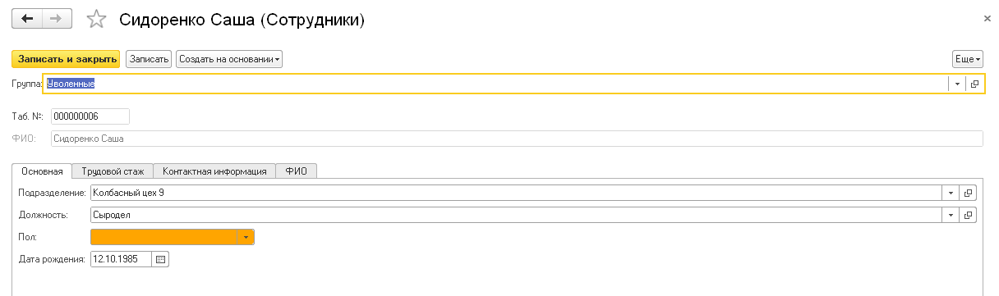 Сидоренко Саша (Сотрудники)
Записать и закрыть Записать Создать на основании Еще
Группа: Уволенные
Таб. №: 000000006
ФИО: Сидоренко Саша
Основная Трудовой стаж Контактная информация ФИО
Подразделение: Колбасный цех 9
Должность: Сыродел
Пол:
Дата рождения: 12.10.1985